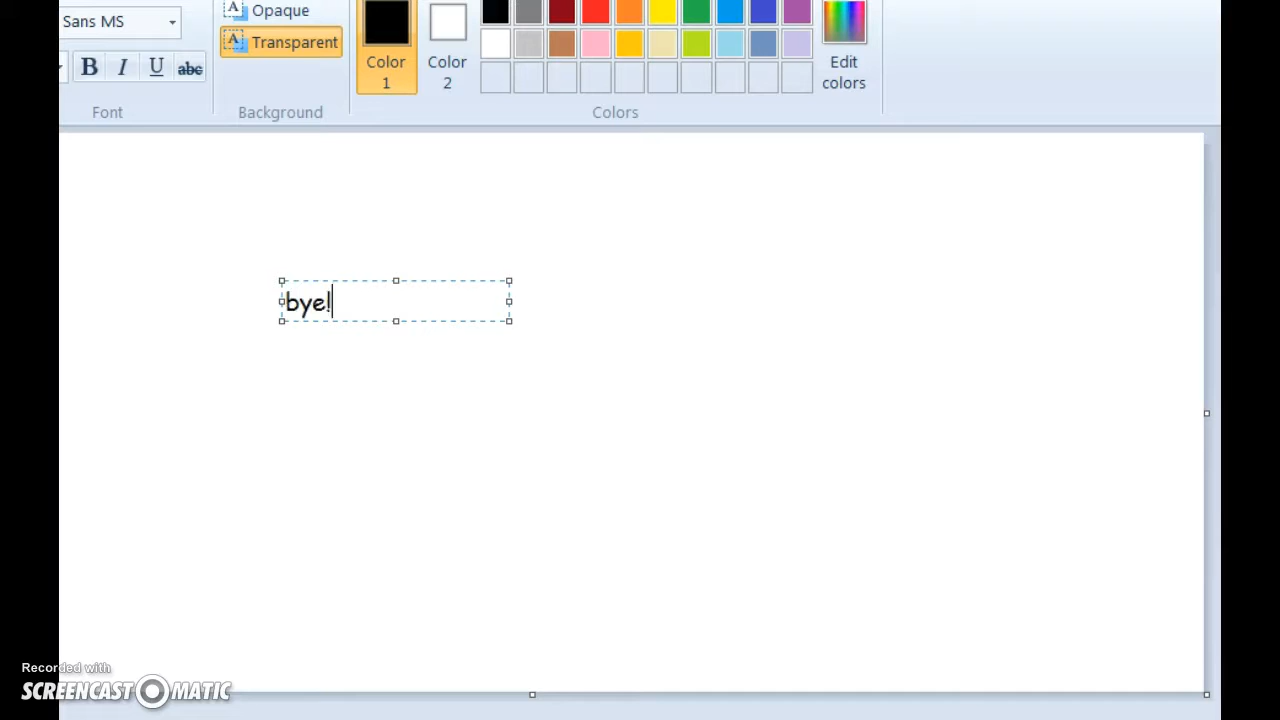 Sans MS
Opaque
Transparent
B I U abc
Color 1
Color 2
Edit colors
Font
Background
Colors
bye!
Recorded with
SCREENCAST MATIC